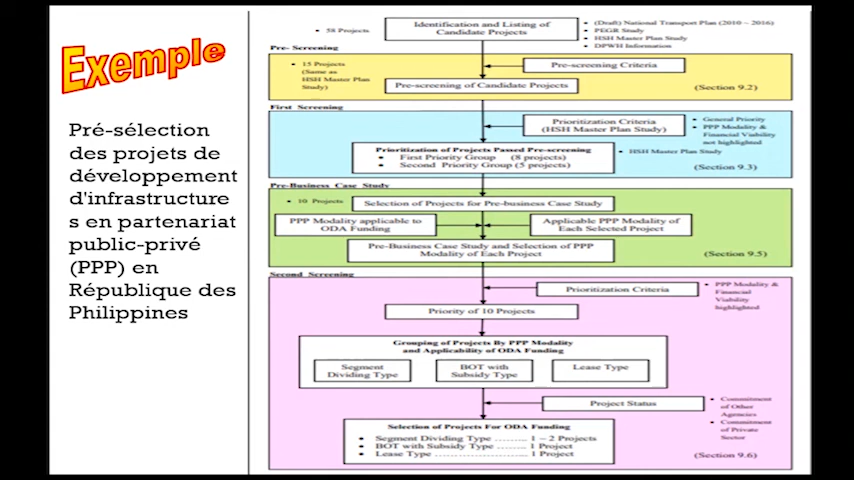 Exemple
Pré-sélection
des projets de
développement
d'infrastructure
s en partenariat
public-privé
(PPP) en
République des
Philippines
• 58 Projects
Identification and Listing of
Candidate Projects
• (Draft) National Transport Plan (2010 ~ 2016)
• PEGR Study
• HSH Master Plan Study
• DPWH Information
Pre- Screening
• 15 Projects
(Same as
HSH Master Plan
Study)
Pre-screening Criteria
Pre-screening of Candidate Projects
(Section 9.2)
First Screening
Prioritization Criteria
(HSH Master Plan Study)
• General Priority
• PPP Modality &
Financial Viability
not highlighted
Prioritization of Projects Passed Pre-screening
• First Priority Group (8 projects)
• Second Priority Group (5 projects)
• HSH Master Plan Study
(Section 9.3)
Pre-Business Case Study
• 10 Projects
Selection of Projects for Pre-business Case Study
PPP Modality applicable to
ODA Funding
Applicable PPP Modality of
Each Selected Project
Pre-Business Case Study and Selection of PPP
Modality of Each Project
(Section 9.5)
Second Screening
Prioritization Criteria
• PPP Modality &
Financial
Viability
highlighted
Priority of 10 Projects
Grouping of Projects By PPP Modality
and Applicability of ODA Funding
Segment
Dividing Type
BOT with
Subsidy Type
Lease Type
Project Status
• Commitment
of Other
Agencies
• Commitment
of Private
Sector
Selection of Projects For ODA Funding
• Segment Dividing Type ......... 1 ~ 2 Projects
• BOT with Subsidy Type ......... 1 Project
• Lease Type ......................... 1 Project
(Section 9.6)